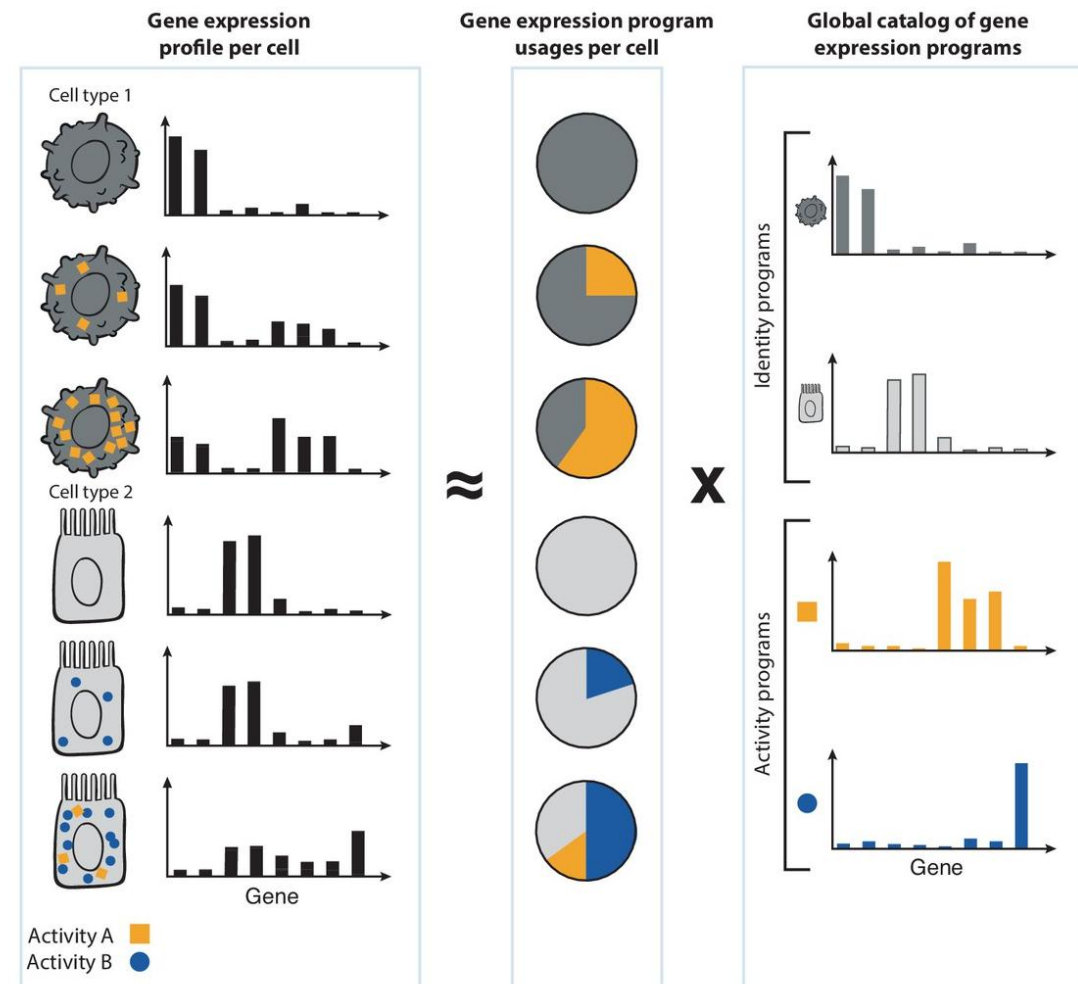 Gene expression
profile per cell
Gene expression program
usages per cell
Global catalog of gene
expression programs
Cell type 1
Cell type 2
Gene
Activity A
Activity B
≈
x
Identity programs
Activity programs
Gene